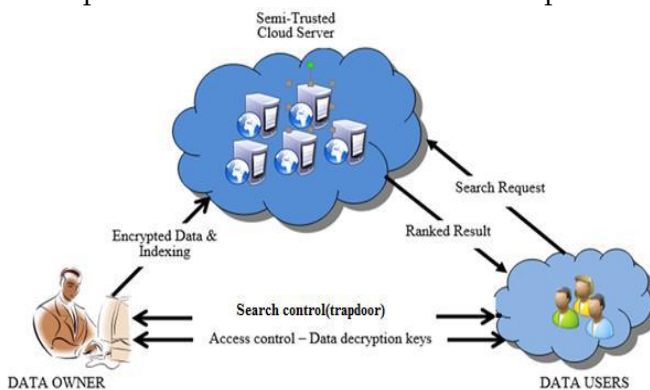 Semi-Trusted
Cloud Server
Search Request
Encrypted Data &
Indexing
Ranked Result
Search control(trapdoor)
Access control – Data decryption keys
DATA OWNER
DATA USERS